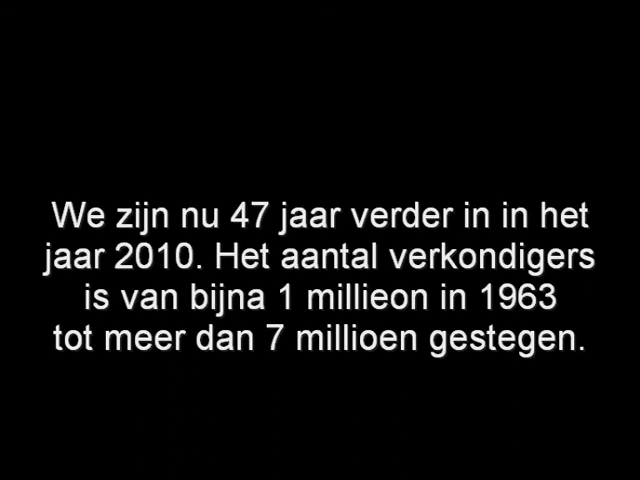 We zijn nu 47 jaar verder in in het
jaar 2010. Het aantal verkondigers
is van bijna 1 millieon in 1963
tot meer dan 7 millioen gestegen.